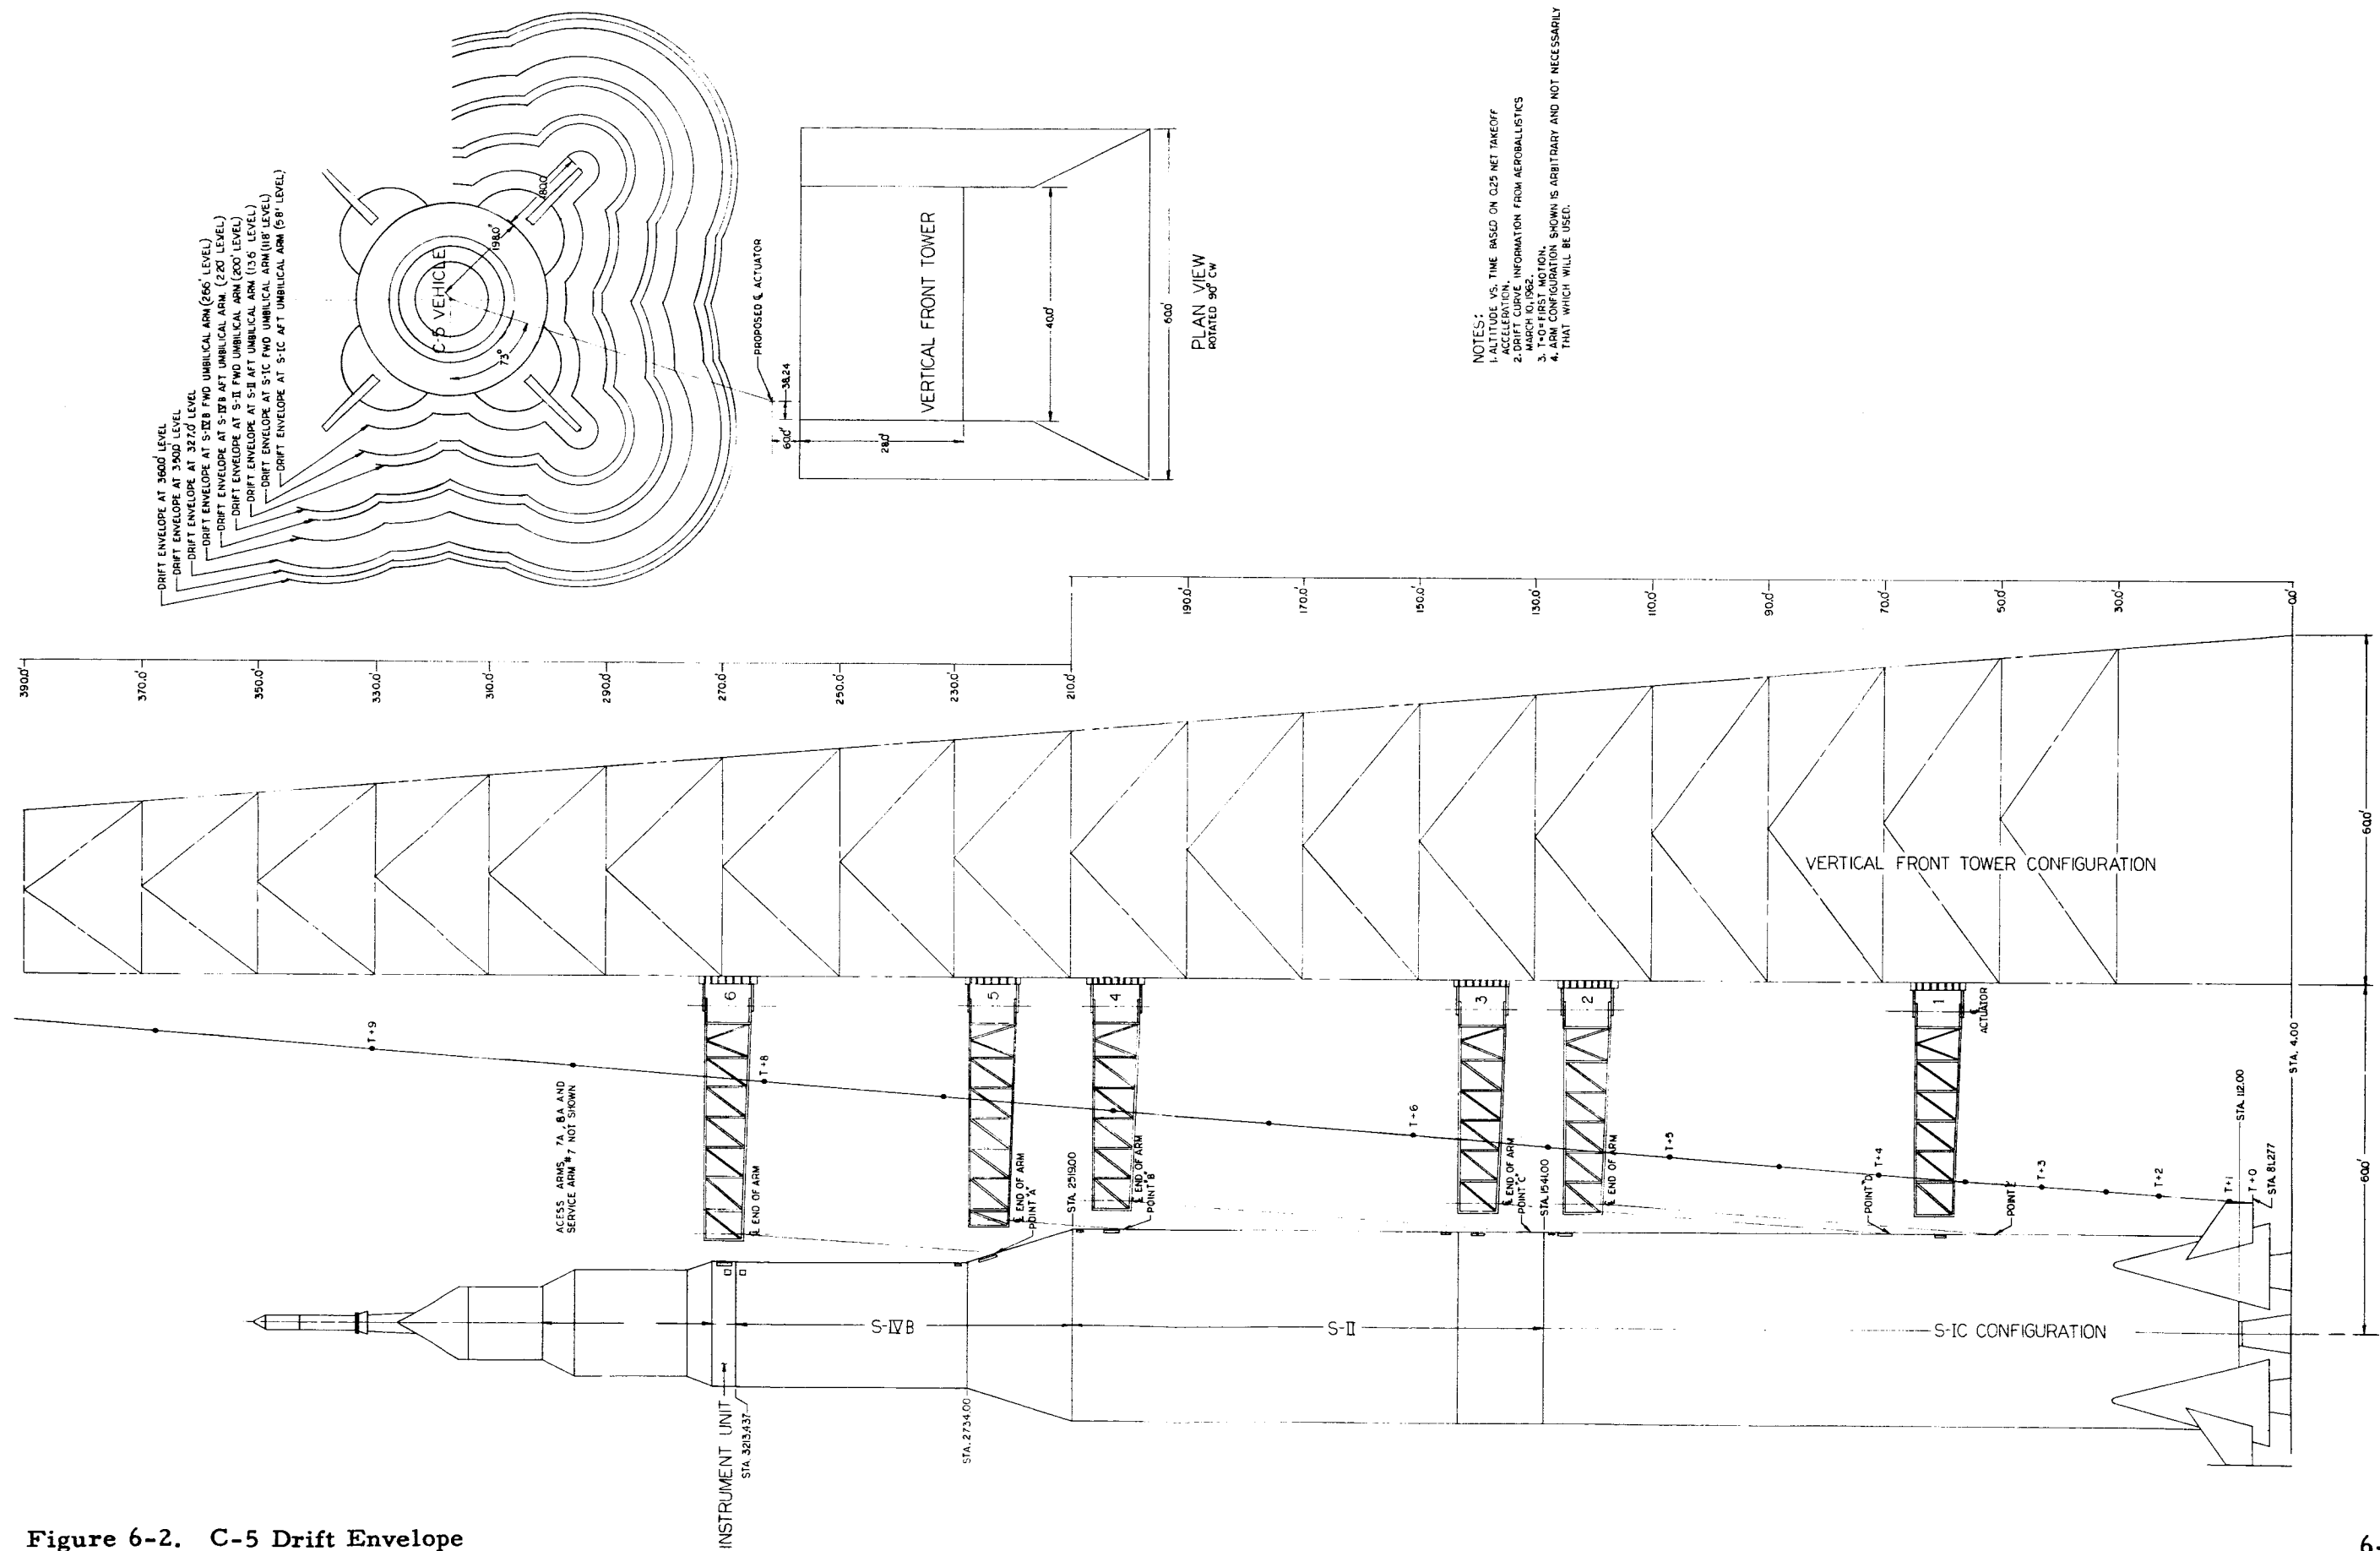 DRIFT ENVELOPE AT 360.0' LEVEL
DRIFT ENVELOPE AT 350.0' LEVEL
DRIFT ENVELOPE AT 327.0' LEVEL
DRIFT ENVELOPE AT S-IVB FWD UMBILICAL ARM (266' LEVEL)
DRIFT ENVELOPE AT S-IVB AFT UMBILICAL ARM (220' LEVEL)
DRIFT ENVELOPE AT S-II FWD UMBILICAL ARM (200' LEVEL)
DRIFT ENVELOPE AT S-II AFT UMBILICAL ARM (136' LEVEL)
DRIFT ENVELOPE AT S-IC FWD UMBILICAL ARM (118' LEVEL)
DRIFT ENVELOPE AT S-IC AFT UMBILICAL ARM (58' LEVEL)
C-5 VEHICLE
198.0"
180.0"
73°
PROPOSED ℄ ACTUATOR
38.24
60.0'
28.0'
VERTICAL FRONT TOWER
40.0'
60.0'
PLAN VIEW
ROTATED 90° CW
NOTES:
1. ALTITUDE VS. TIME BASED ON 0.25 NET TAKEOFF
ACCELERATION.
2. DRIFT CURVE INFORMATION FROM AEROBALLISTICS
MARCH 10, 1962.
3. T=0=FIRST MOTION.
4. ARM CONFIGURATION SHOWN IS ARBITRARY AND NOT NECESSARILY
THAT WHICH WILL BE USED.
390.0'
370.0'
350.0'
330.0'
310.0'
290.0'
270.0'
250.0'
230.0'
210.0'
190.0'
170.0'
150.0'
130.0'
110.0'
90.0'
70.0'
50.0'
30.0'
0.0'
VERTICAL FRONT TOWER CONFIGURATION
60.0'
60.0'
6
5
4
3
2
1
℄ ACTUATOR
T+9
T+8
T+6
T+5
T+4
T+3
T+2
T+1
T+0
ACESS ARMS, 7A, 8A AND
SERVICE ARM #7 NOT SHOWN
℄ END OF ARM
℄ END OF ARM
POINT "A"
STA. 2519.00
℄ END OF ARM
POINT "B"
℄ END OF ARM
POINT "C"
STA. 1541.00
℄ END OF ARM
POINT "D"
POINT
STA. 112.00
STA. 81.277
STA. 4.00
S-IVB
S-II
S-IC CONFIGURATION
INSTRUMENT UNIT
STA. 3213.437
STA. 2734.00
Figure 6-2. C-5 Drift Envelope